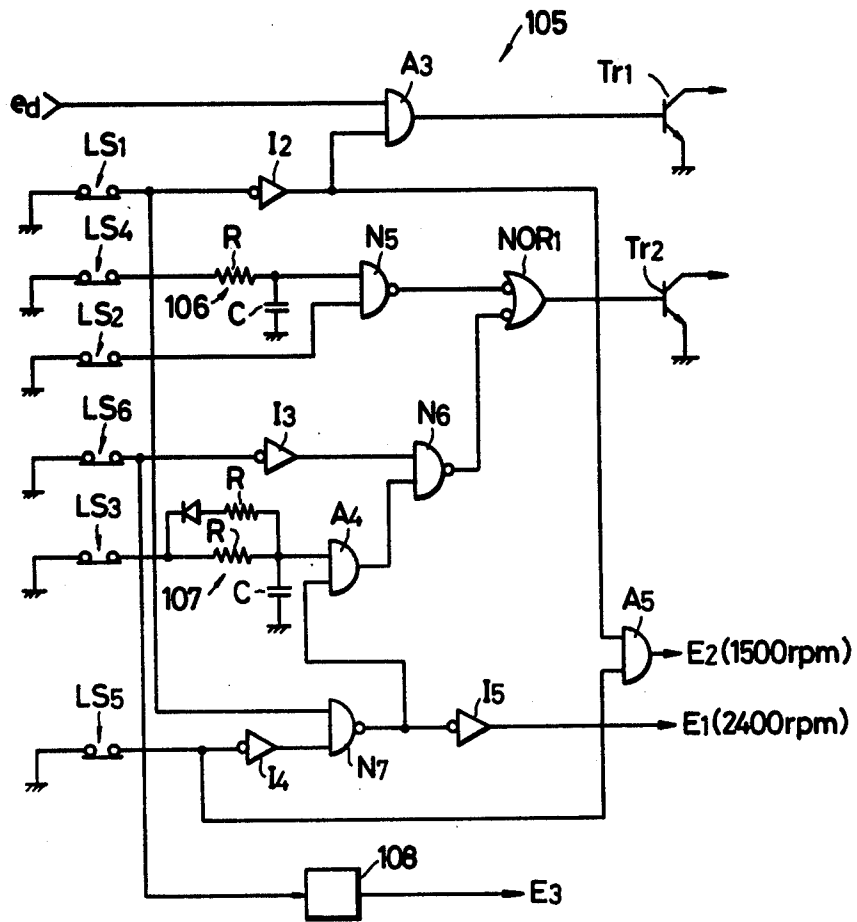 105
A3
Tr1
ed
LS1
I2
LS4
R
N5
NOR1
Tr2
106
C
LS2
LS6
I3
N6
R
LS3
R
A4
107
C
A5
E2 (1500rpm)
LS5
I5
E1 (2400rpm)
I4
N7
108
E3